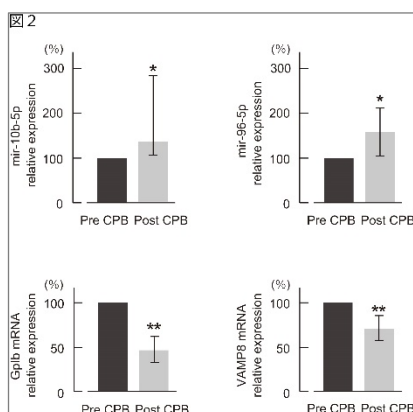 図2
(%)
300
200
100
0
mir-10b-5p
relative expression
*
Pre CPB Post CPB
(%)
300
200
100
0
mir-96-5p
relative expression
*
Pre CPB Post CPB
(%)
100
50
0
GpIb mRNA
relative expression
**
Pre CPB Post CPB
(%)
100
50
0
VAMP8 mRNA
relative expression
**
Pre CPB Post CPB